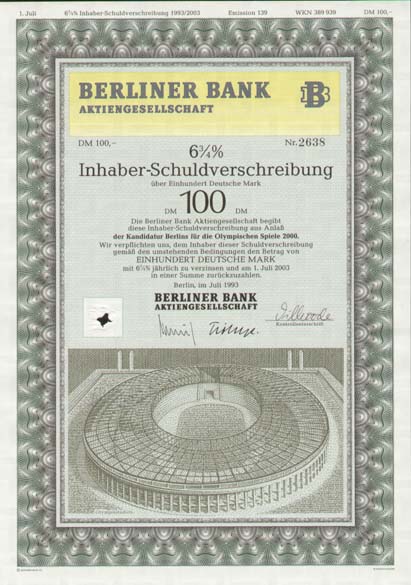 1. Juli 6¾% Inhaber-Schuldverschreibung 1993/2003 Emission 139 WKN 389 939 DM 100,-
BERLINER BANK
AKTIENGESELLSCHAFT
DM 100,- Nr. 2638
6¾%
Inhaber-Schuldverschreibung
über Einhundert Deutsche Mark
DM 100 DM
Die Berliner Bank Aktiengesellschaft begibt
diese Inhaber-Schuldverschreibung aus Anlaß
der Kandidatur Berlins für die Olympischen Spiele 2000.
Wir verpflichten uns, dem Inhaber dieser Schuldverschreibung
gemäß den umstehenden Bedingungen den Betrag von
EINHUNDERT DEUTSCHE MARK
mit 6¾% jährlich zu verzinsen und am 1. Juli 2003
in einer Summe zurückzuzahlen.
Berlin, im Juli 1993
BERLINER BANK
AKTIENGESELLSCHAFT
Kontrollunterschrift